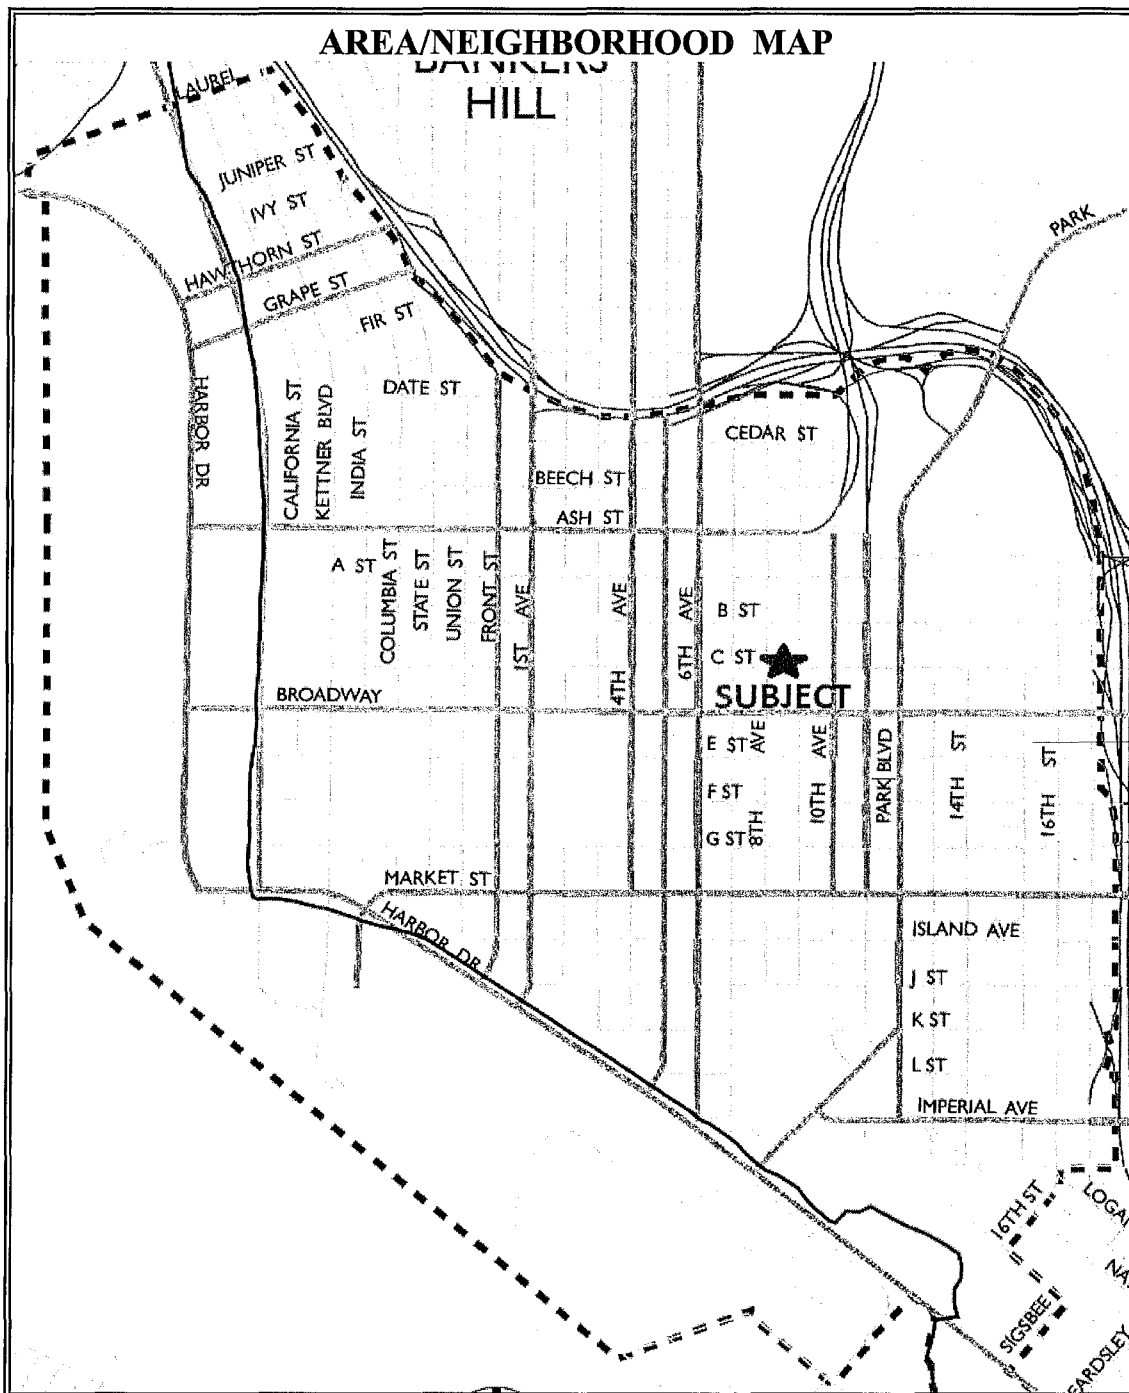 AREA/NEIGHBORHOOD MAP
BANKERS
HILL
LAUREL
JUNIPER ST
IVY ST
HAWTHORN ST
GRAPE ST
FIR ST
PARK
HARBOR DR
CALIFORNIA ST
KETTNER BLVD
INDIA ST
DATE ST
CEDAR ST
BEECH ST
ASH ST
A ST
COLUMBIA ST
STATE ST
UNION ST
FRONT ST
1ST AVE
4TH AVE
6TH AVE
B ST
C ST
SUBJECT
BROADWAY
E ST
F ST
G ST
8TH AVE
10TH AVE
PARK BLVD
14TH ST
16TH ST
MARKET ST
HARBOR DR
ISLAND AVE
J ST
K ST
L ST
IMPERIAL AVE
16TH ST
LOGA
NA
SIGSBEE
EARDSLEY